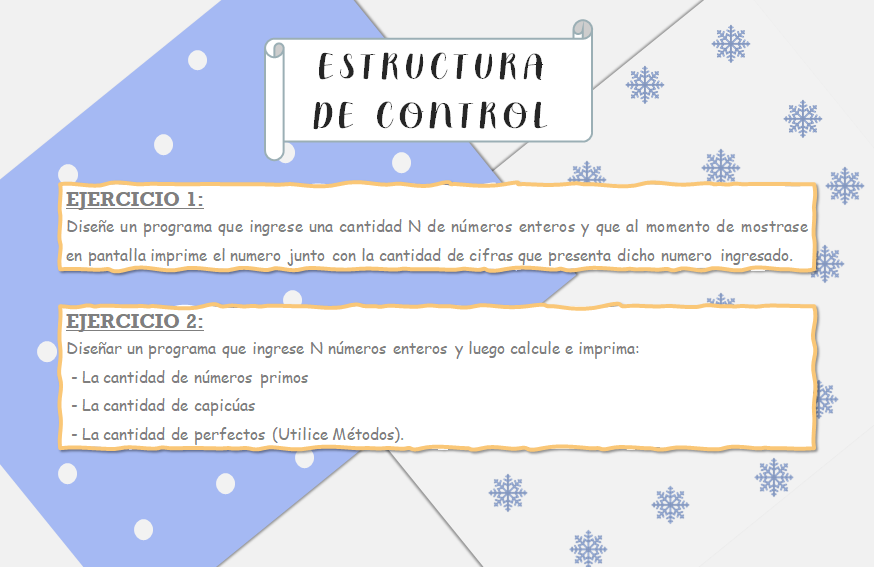 ESTRUCTURA
DE CONTROL
EJERCICIO 1:
Diseñe un programa que ingrese una cantidad N de números enteros y que al momento de mostrase
en pantalla imprime el numero junto con la cantidad de cifras que presenta dicho numero ingresado.
EJERCICIO 2:
Diseñar un programa que ingrese N números enteros y luego calcule e imprima:
- La cantidad de números primos
- La cantidad de capicúas
- La cantidad de perfectos (Utilice Métodos).